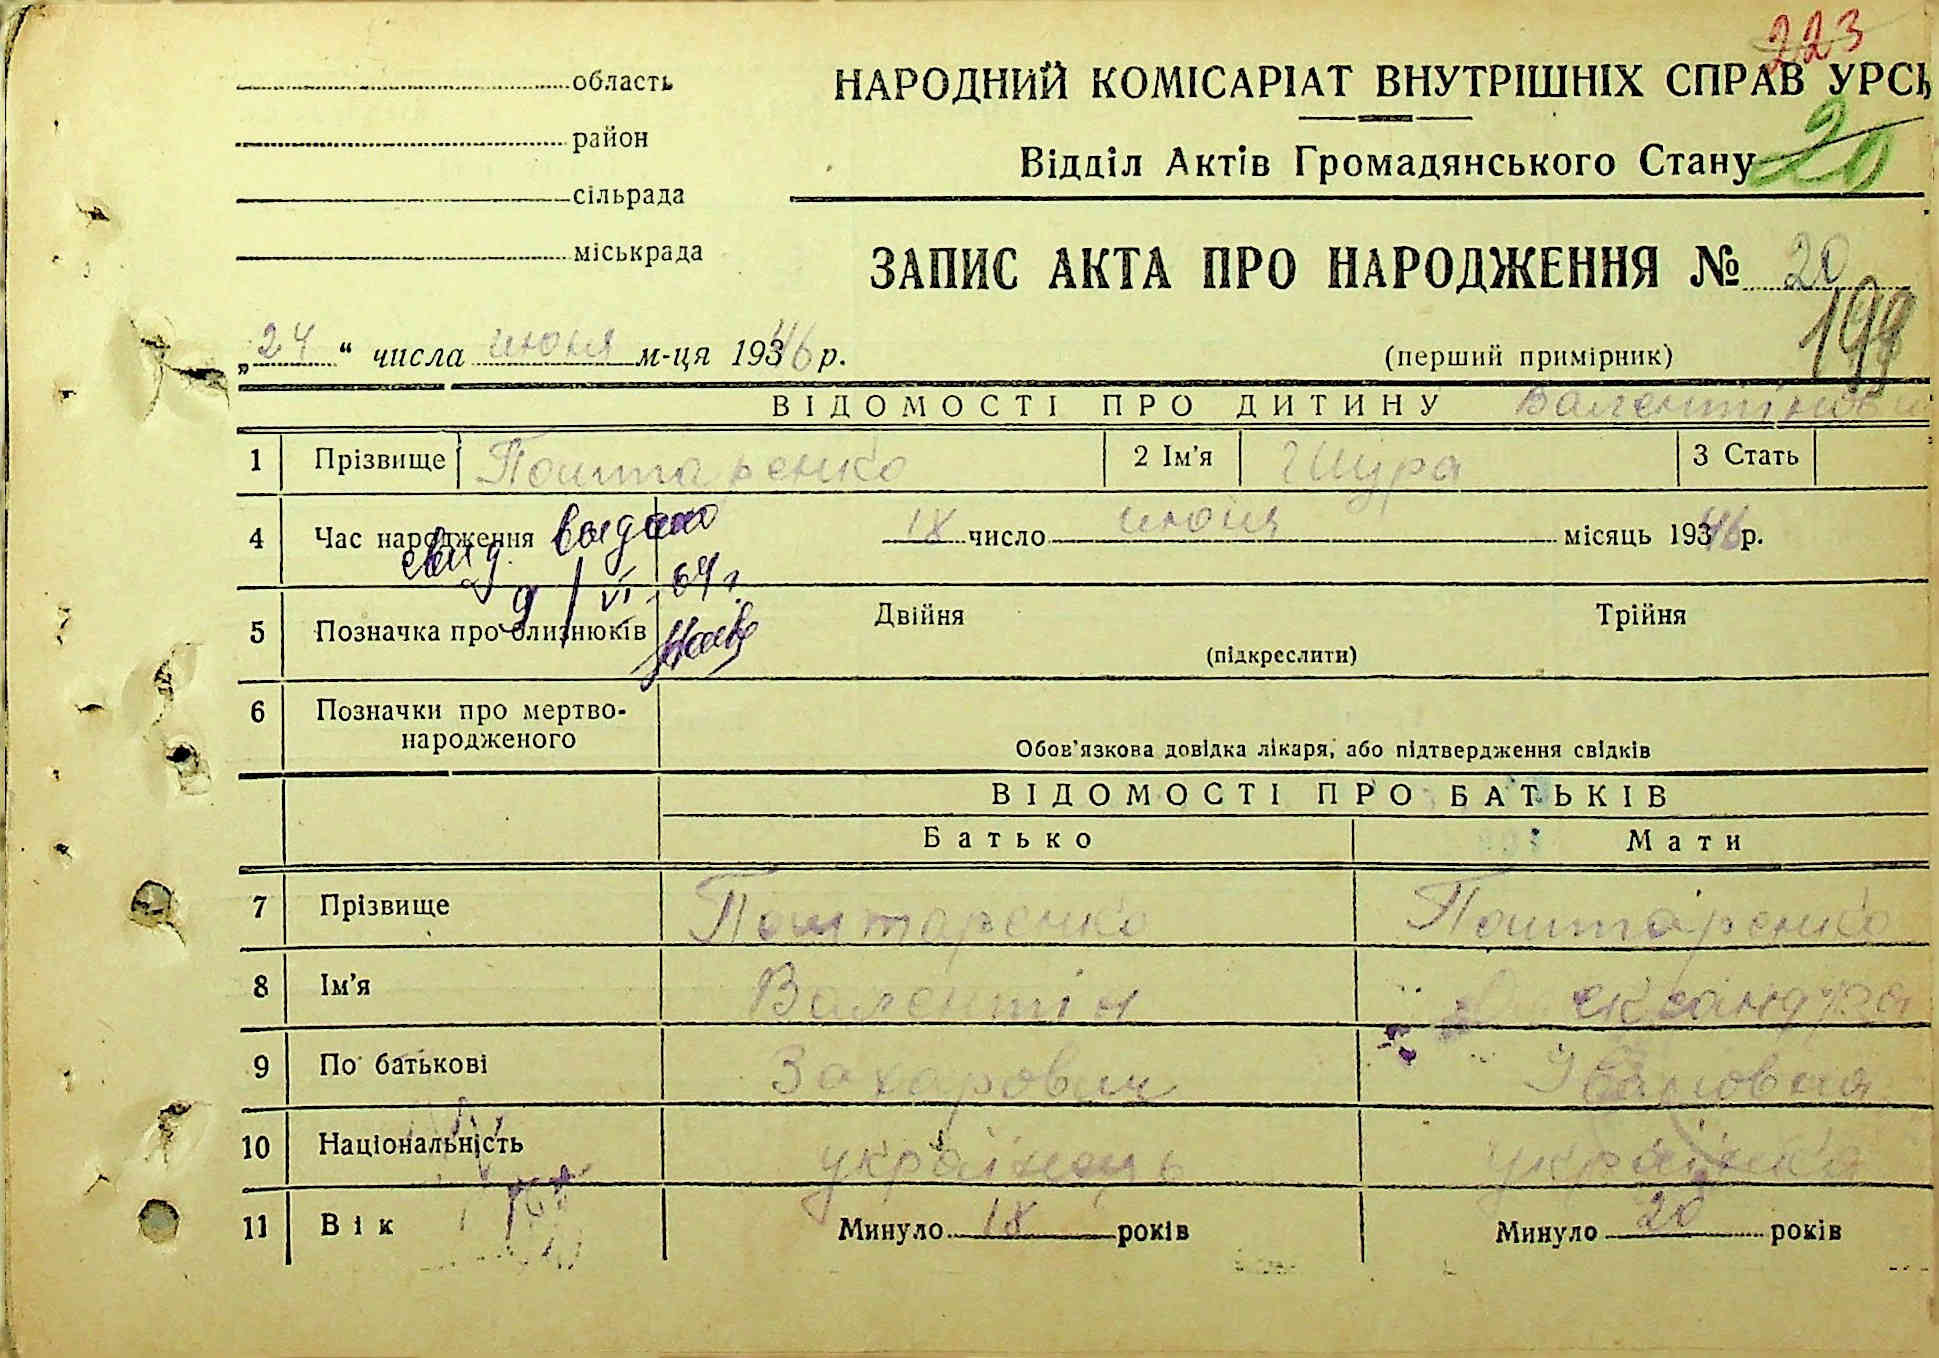 223
область
НАРОДНИЙ КОМІСАРІАТ ВНУТРІШНІХ СПРАВ УРСР
район
Відділ Актів Громадянського Стану
20
сільрада
міськрада
ЗАПИС АКТА ПРО НАРОДЖЕННЯ № 20
„24“ числа июня м-ця 1946 р.
(перший примірник)
199
ВІДОМОСТІ ПРО ДИТИНУ
1 Прізвище Поштаренко 2 Ім'я Шура 3 Стать
4 Час народження 18 число июня місяць 1946 р.
свид. выдано
9/VI-64 г.
5 Позначка про близнюків Двійня Трійня
(підкреслити)
6 Позначки про мертво-
народженого
Обов'язкова довідка лікаря, або підтвердження свідків
ВІДОМОСТІ ПРО БАТЬКІВ
Батько Мати
7 Прізвище Поштаренко Поштаренко
8 Ім'я Валентін
9 По батькові Захарович Івановна
10 Національність українець українка
11 Вік Минуло 18 років Минуло 20 років